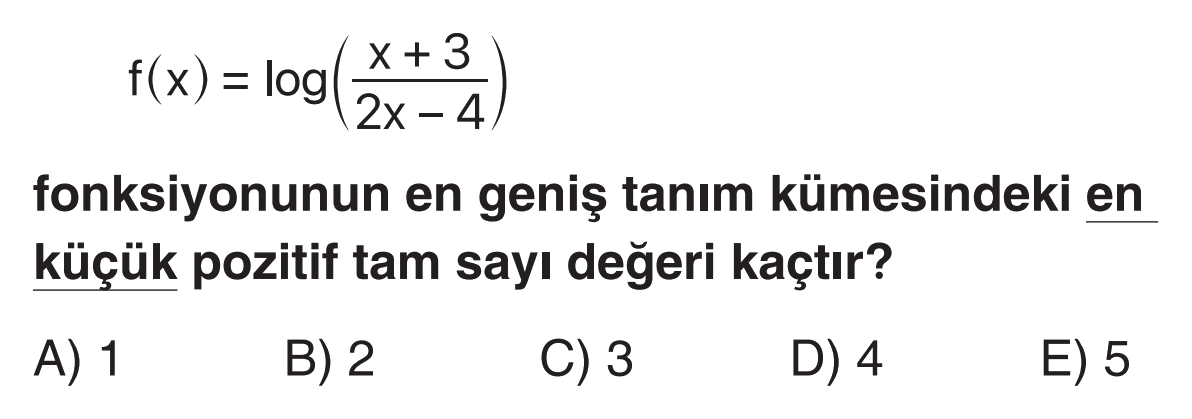 f(x) = log((x + 3)/(2x – 4))
fonksiyonunun en geniş tanım kümesindeki en
küçük pozitif tam sayı değeri kaçtır?
A) 1 B) 2 C) 3 D) 4 E) 5